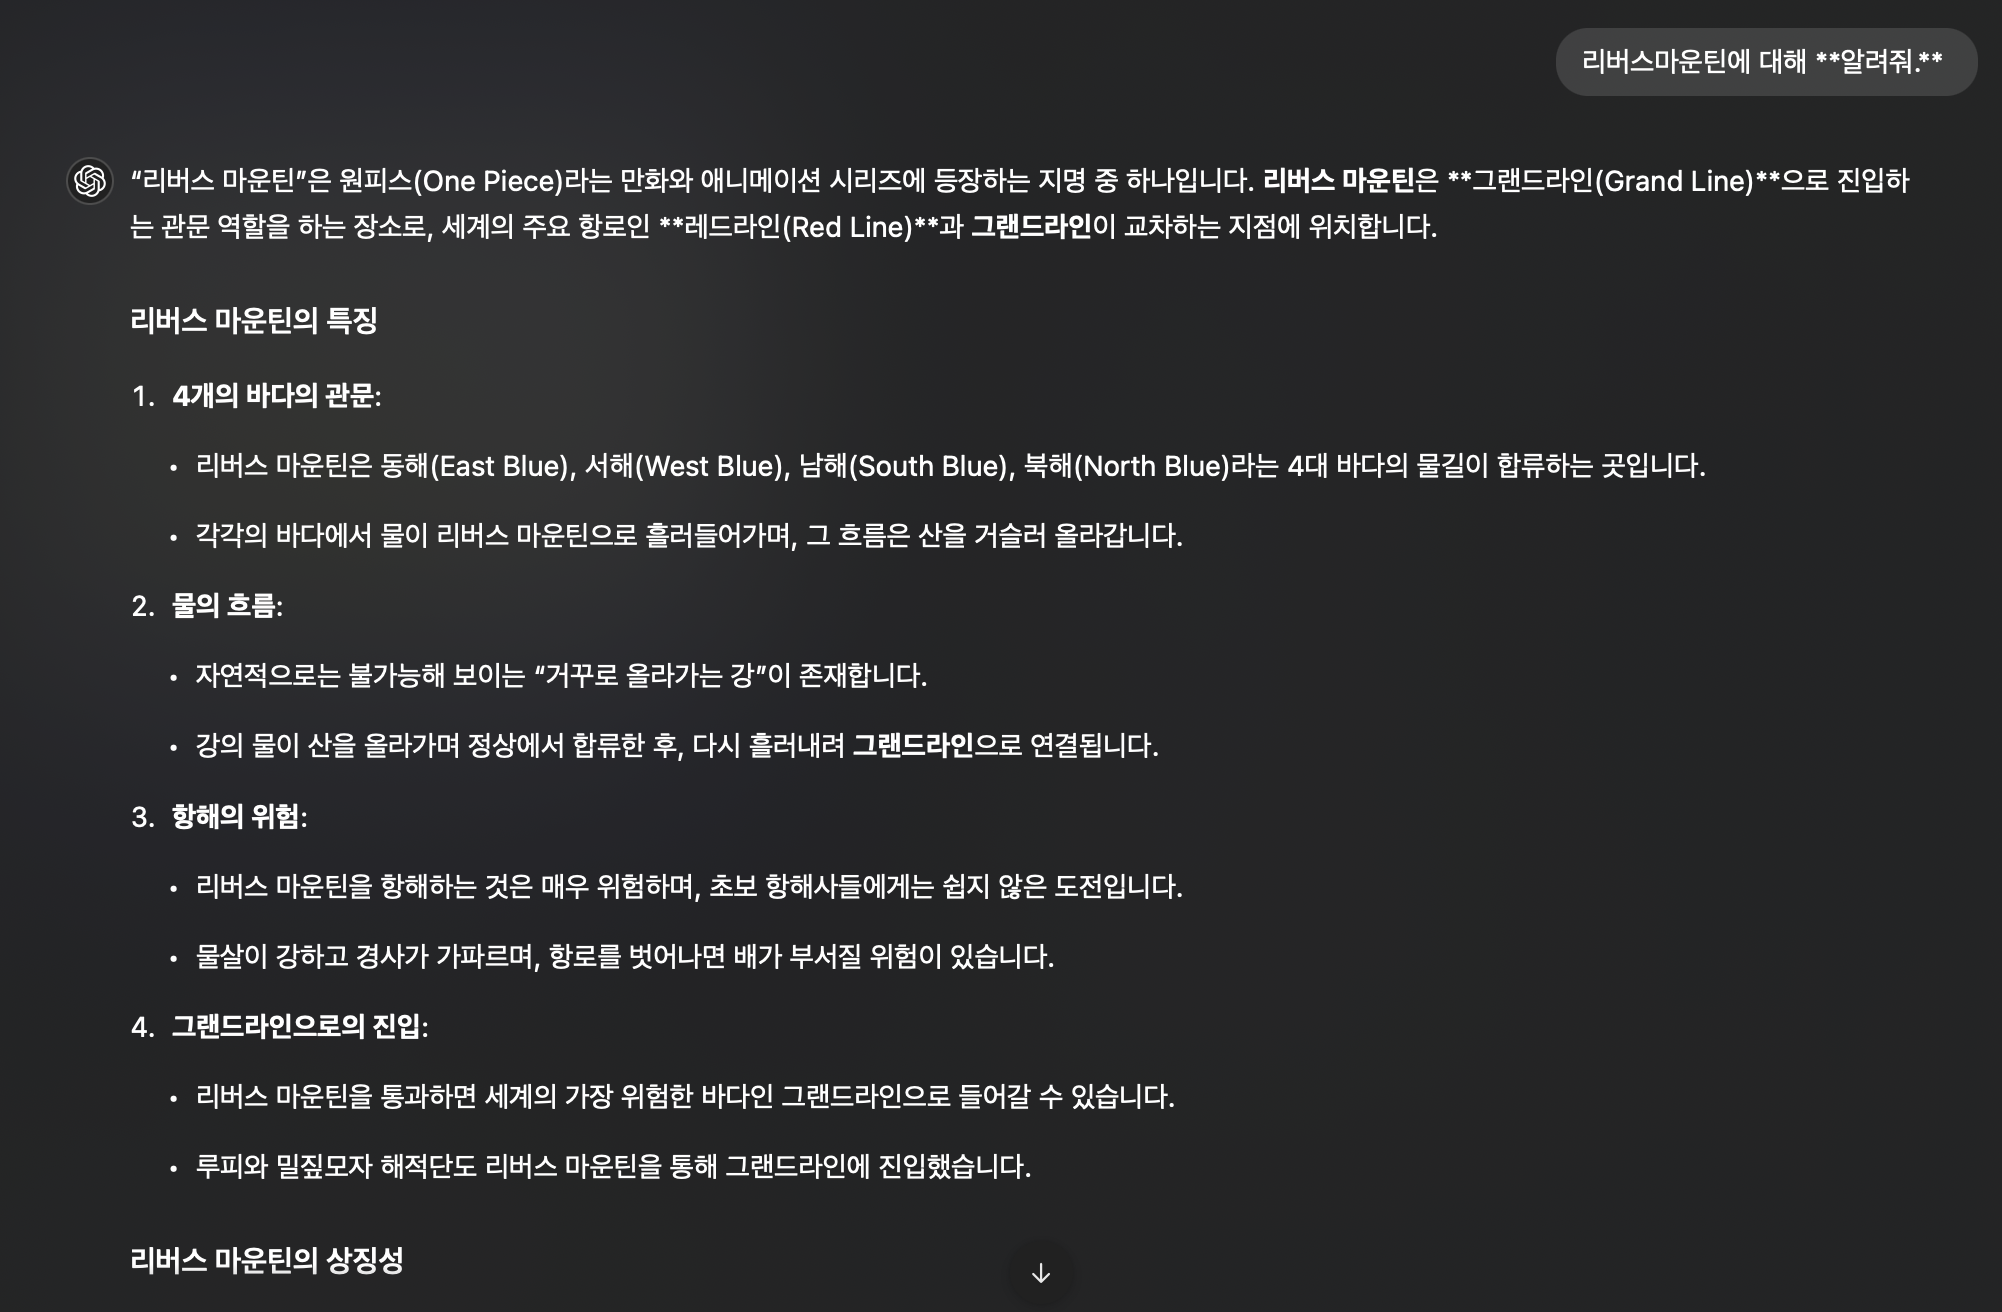 리버스마운틴에 대해 **알려줘.**
“리버스 마운틴”은 원피스(One Piece)라는 만화와 애니메이션 시리즈에 등장하는 지명 중 하나입니다. 리버스 마운틴은 **그랜드라인(Grand Line)**으로 진입하
는 관문 역할을 하는 장소로, 세계의 주요 항로인 **레드라인(Red Line)**과 그랜드라인이 교차하는 지점에 위치합니다.
리버스 마운틴의 특징
1. 4개의 바다의 관문:
• 리버스 마운틴은 동해(East Blue), 서해(West Blue), 남해(South Blue), 북해(North Blue)라는 4대 바다의 물길이 합류하는 곳입니다.
• 각각의 바다에서 물이 리버스 마운틴으로 흘러들어가며, 그 흐름은 산을 거슬러 올라갑니다.
2. 물의 흐름:
• 자연적으로는 불가능해 보이는 “거꾸로 올라가는 강”이 존재합니다.
• 강의 물이 산을 올라가며 정상에서 합류한 후, 다시 흘러내려 그랜드라인으로 연결됩니다.
3. 항해의 위험:
• 리버스 마운틴을 항해하는 것은 매우 위험하며, 초보 항해사들에게는 쉽지 않은 도전입니다.
• 물살이 강하고 경사가 가파르며, 항로를 벗어나면 배가 부서질 위험이 있습니다.
4. 그랜드라인으로의 진입:
• 리버스 마운틴을 통과하면 세계의 가장 위험한 바다인 그랜드라인으로 들어갈 수 있습니다.
• 루피와 밀짚모자 해적단도 리버스 마운틴을 통해 그랜드라인에 진입했습니다.
리버스 마운틴의 상징성